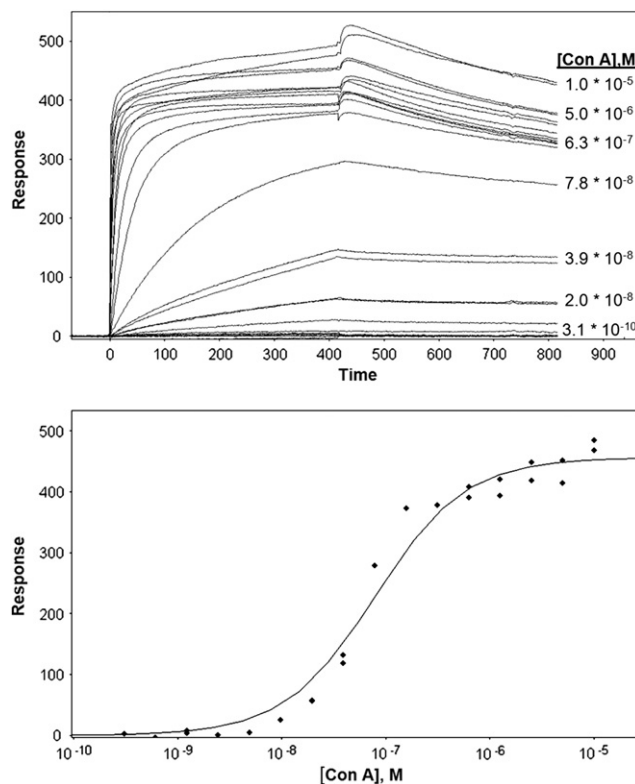 500
400
300
200
100
0
Response
0 100 200 300 400 500 600 700 800 900
Time
[Con A],M
1.0 * 10⁻⁵
5.0 * 10⁻⁶
6.3 * 10⁻⁷
7.8 * 10⁻⁸
3.9 * 10⁻⁸
2.0 * 10⁻⁸
3.1 * 10⁻¹⁰
500
400
300
200
100
0
Response
10⁻¹⁰ 10⁻⁹ 10⁻⁸ 10⁻⁷ 10⁻⁶ 10⁻⁵
[Con A], M